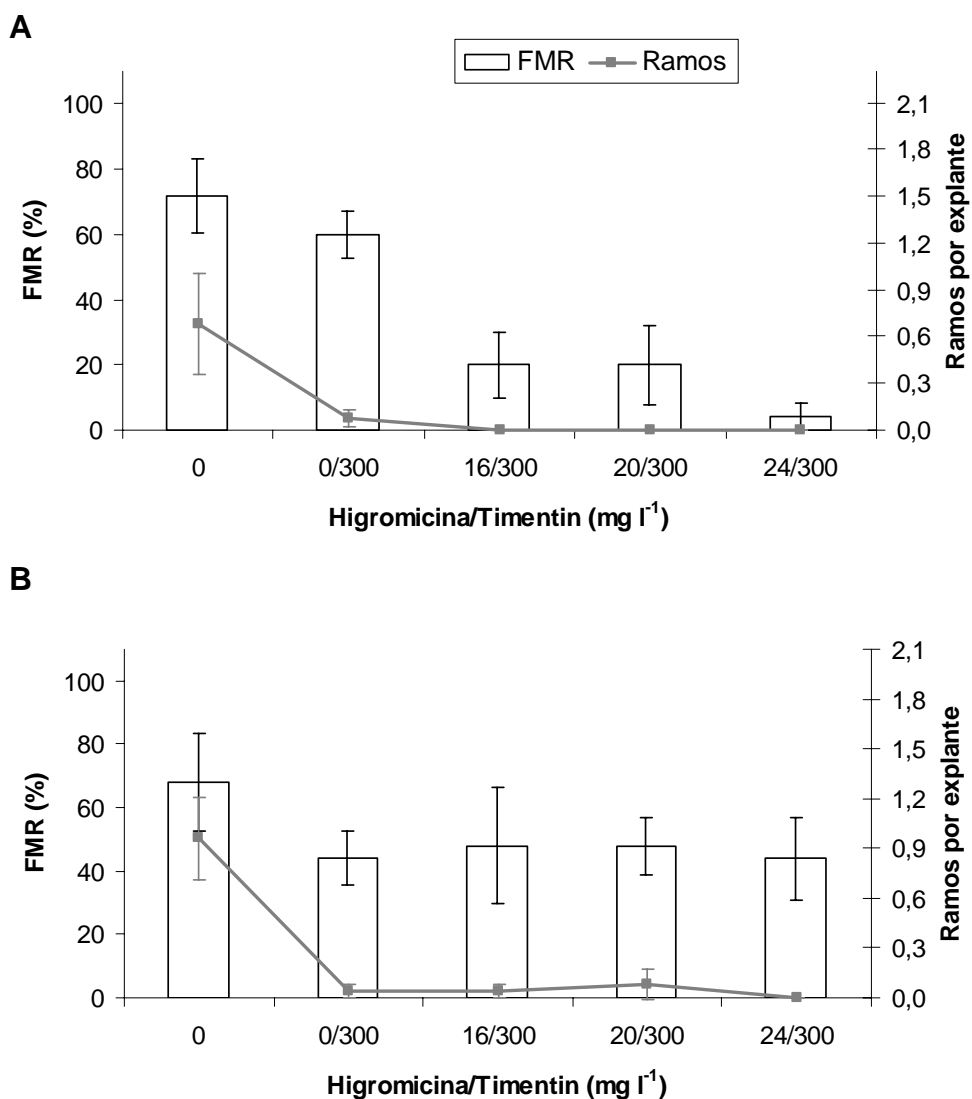 A
FMR Ramos
100
80
60
40
20
0
FMR (%)
2,1
1,8
1,5
1,2
0,9
0,6
0,3
0,0
Ramos por explante
0 0/300 16/300 20/300 24/300
Higromicina/Timentin (mg l⁻¹)
B
100
80
60
40
20
0
FMR (%)
2,1
1,8
1,5
1,2
0,9
0,6
0,3
0,0
Ramos por explante
0 0/300 16/300 20/300 24/300
Higromicina/Timentin (mg l⁻¹)